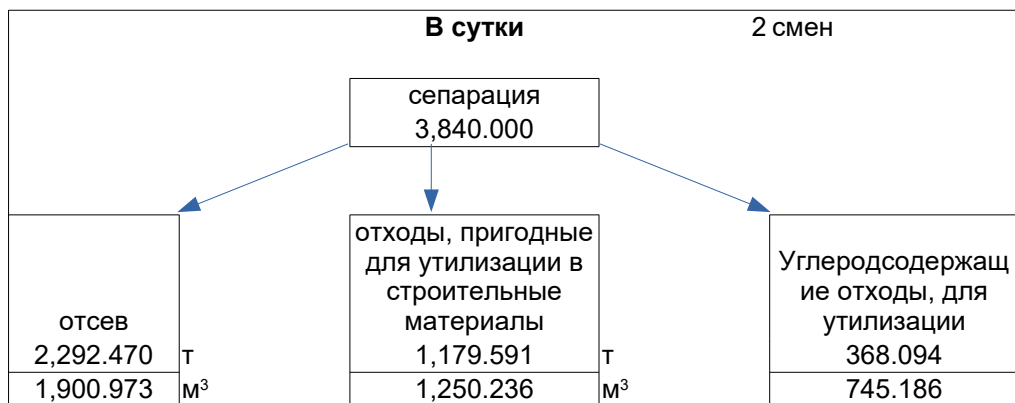 В сутки 2 смен
сепарация
3,840.000
отсев
2,292.470 т
1,900.973 м³
отходы, пригодные
для утилизации в
строительные
материалы
1,179.591 т
1,250.236 м³
Углеродсодержащ
ие отходы, для
утилизации
368.094
745.186